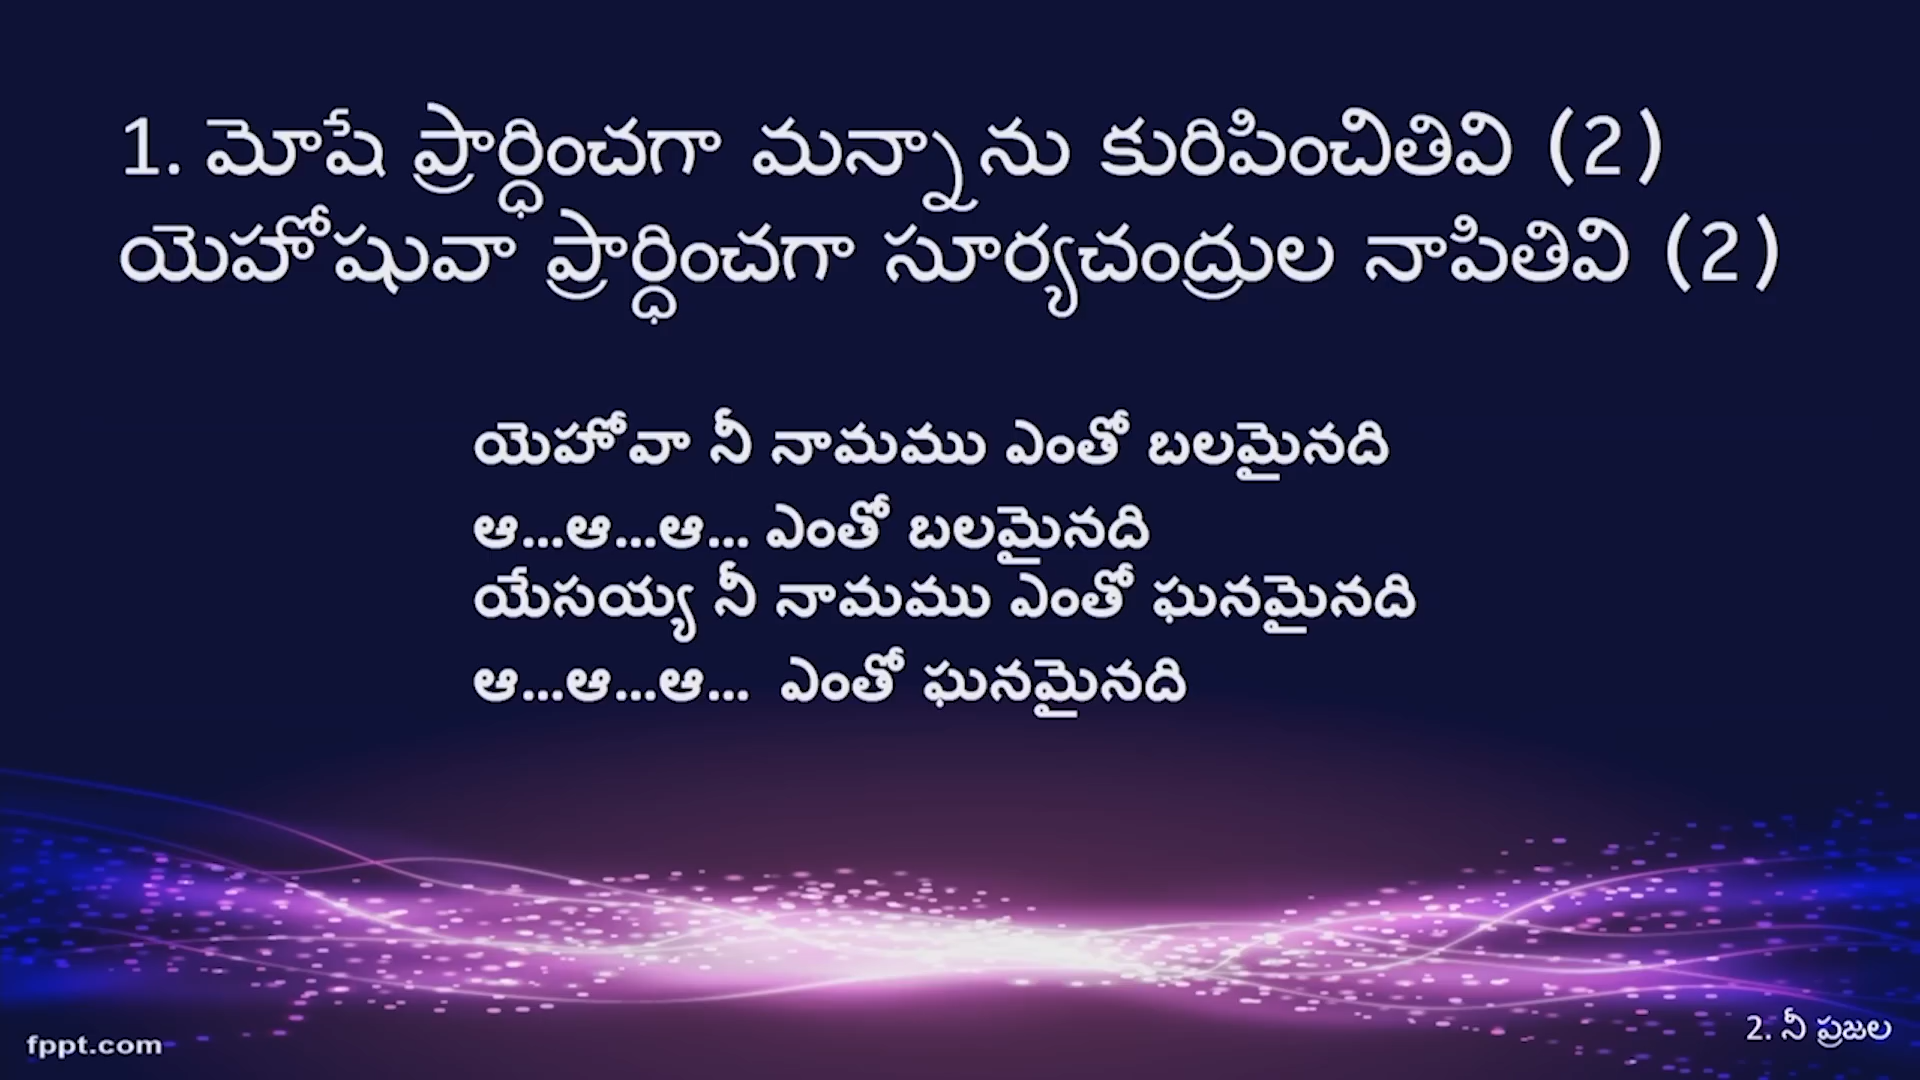 1. మోషే ప్రార్ధించగా మన్నాను కురిపించితివి (2)
యెహోషువా ప్రార్ధించగా సూర్యచంద్రుల నాపితివి (2)
యెహోవా నీ నామము ఎంతో బలమైనది
ఆ...ఆ...ఆ... ఎంతో బలమైనది
యేసయ్య నీ నామము ఎంతో ఘనమైనది
ఆ...ఆ...ఆ... ఎంతో ఘనమైనది
fppt.com
2. నీ ప్రజల